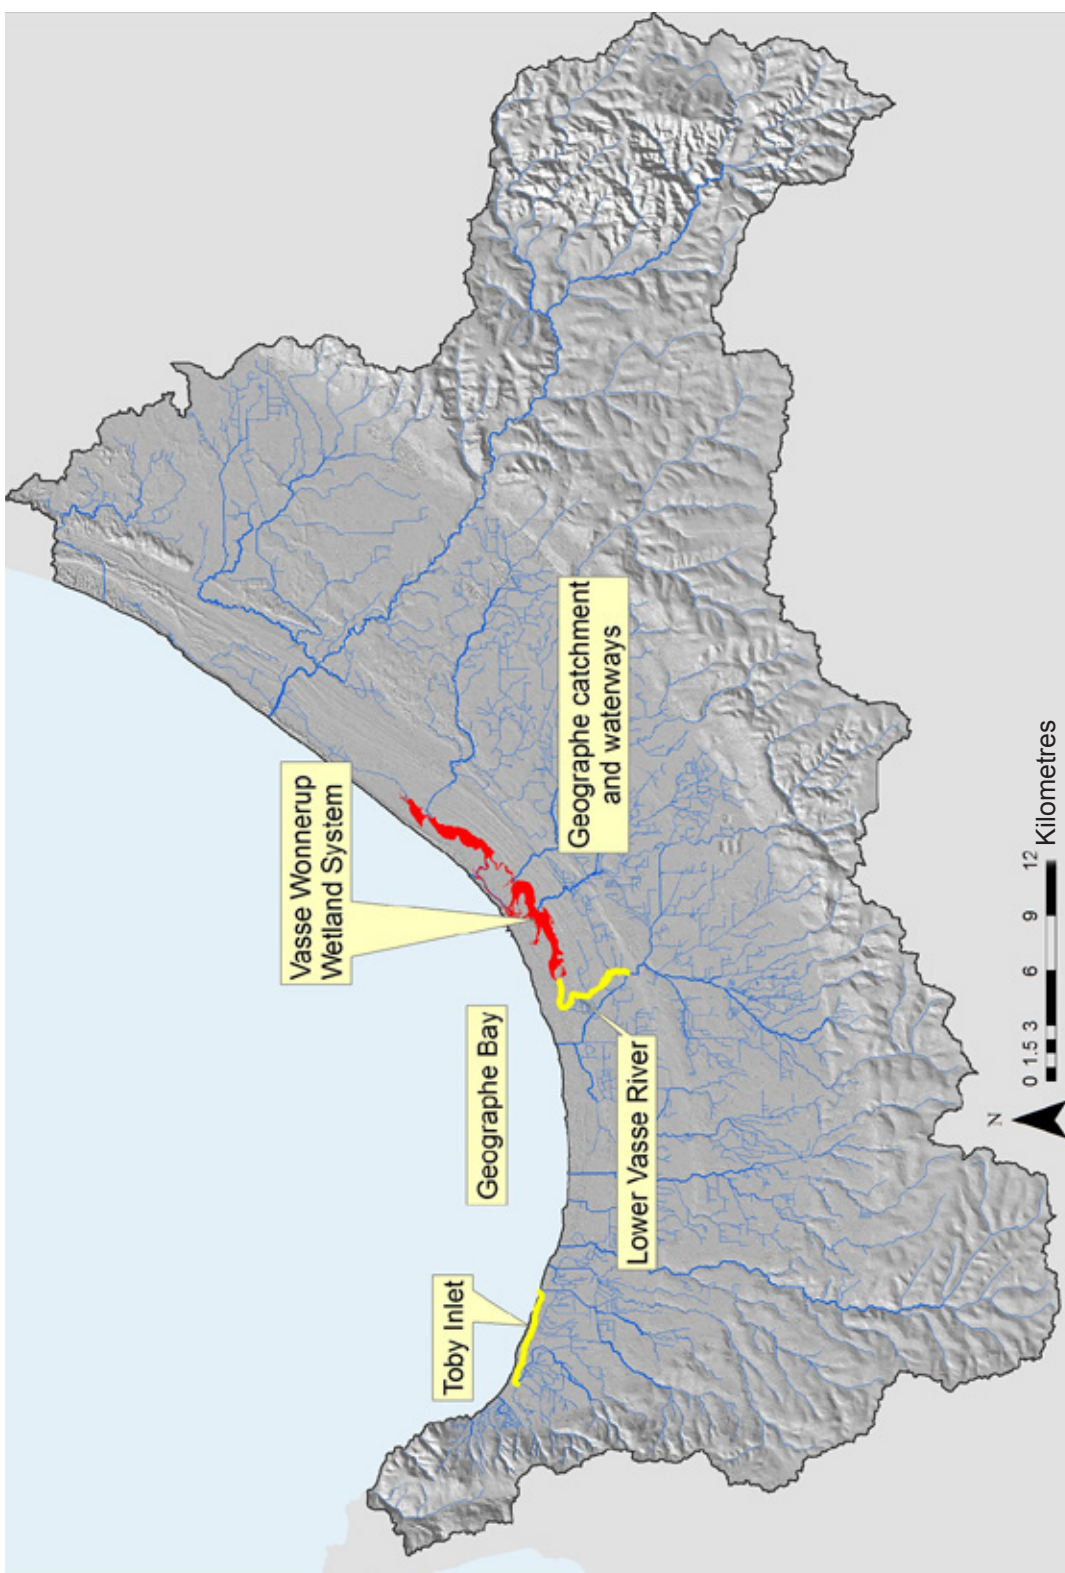 Vasse Wonnerup
Wetland System
Geographe catchment
and waterways
Geographe Bay
Lower Vasse River
Toby Inlet
N
0 1.5 3 6 9 12
Kilometres